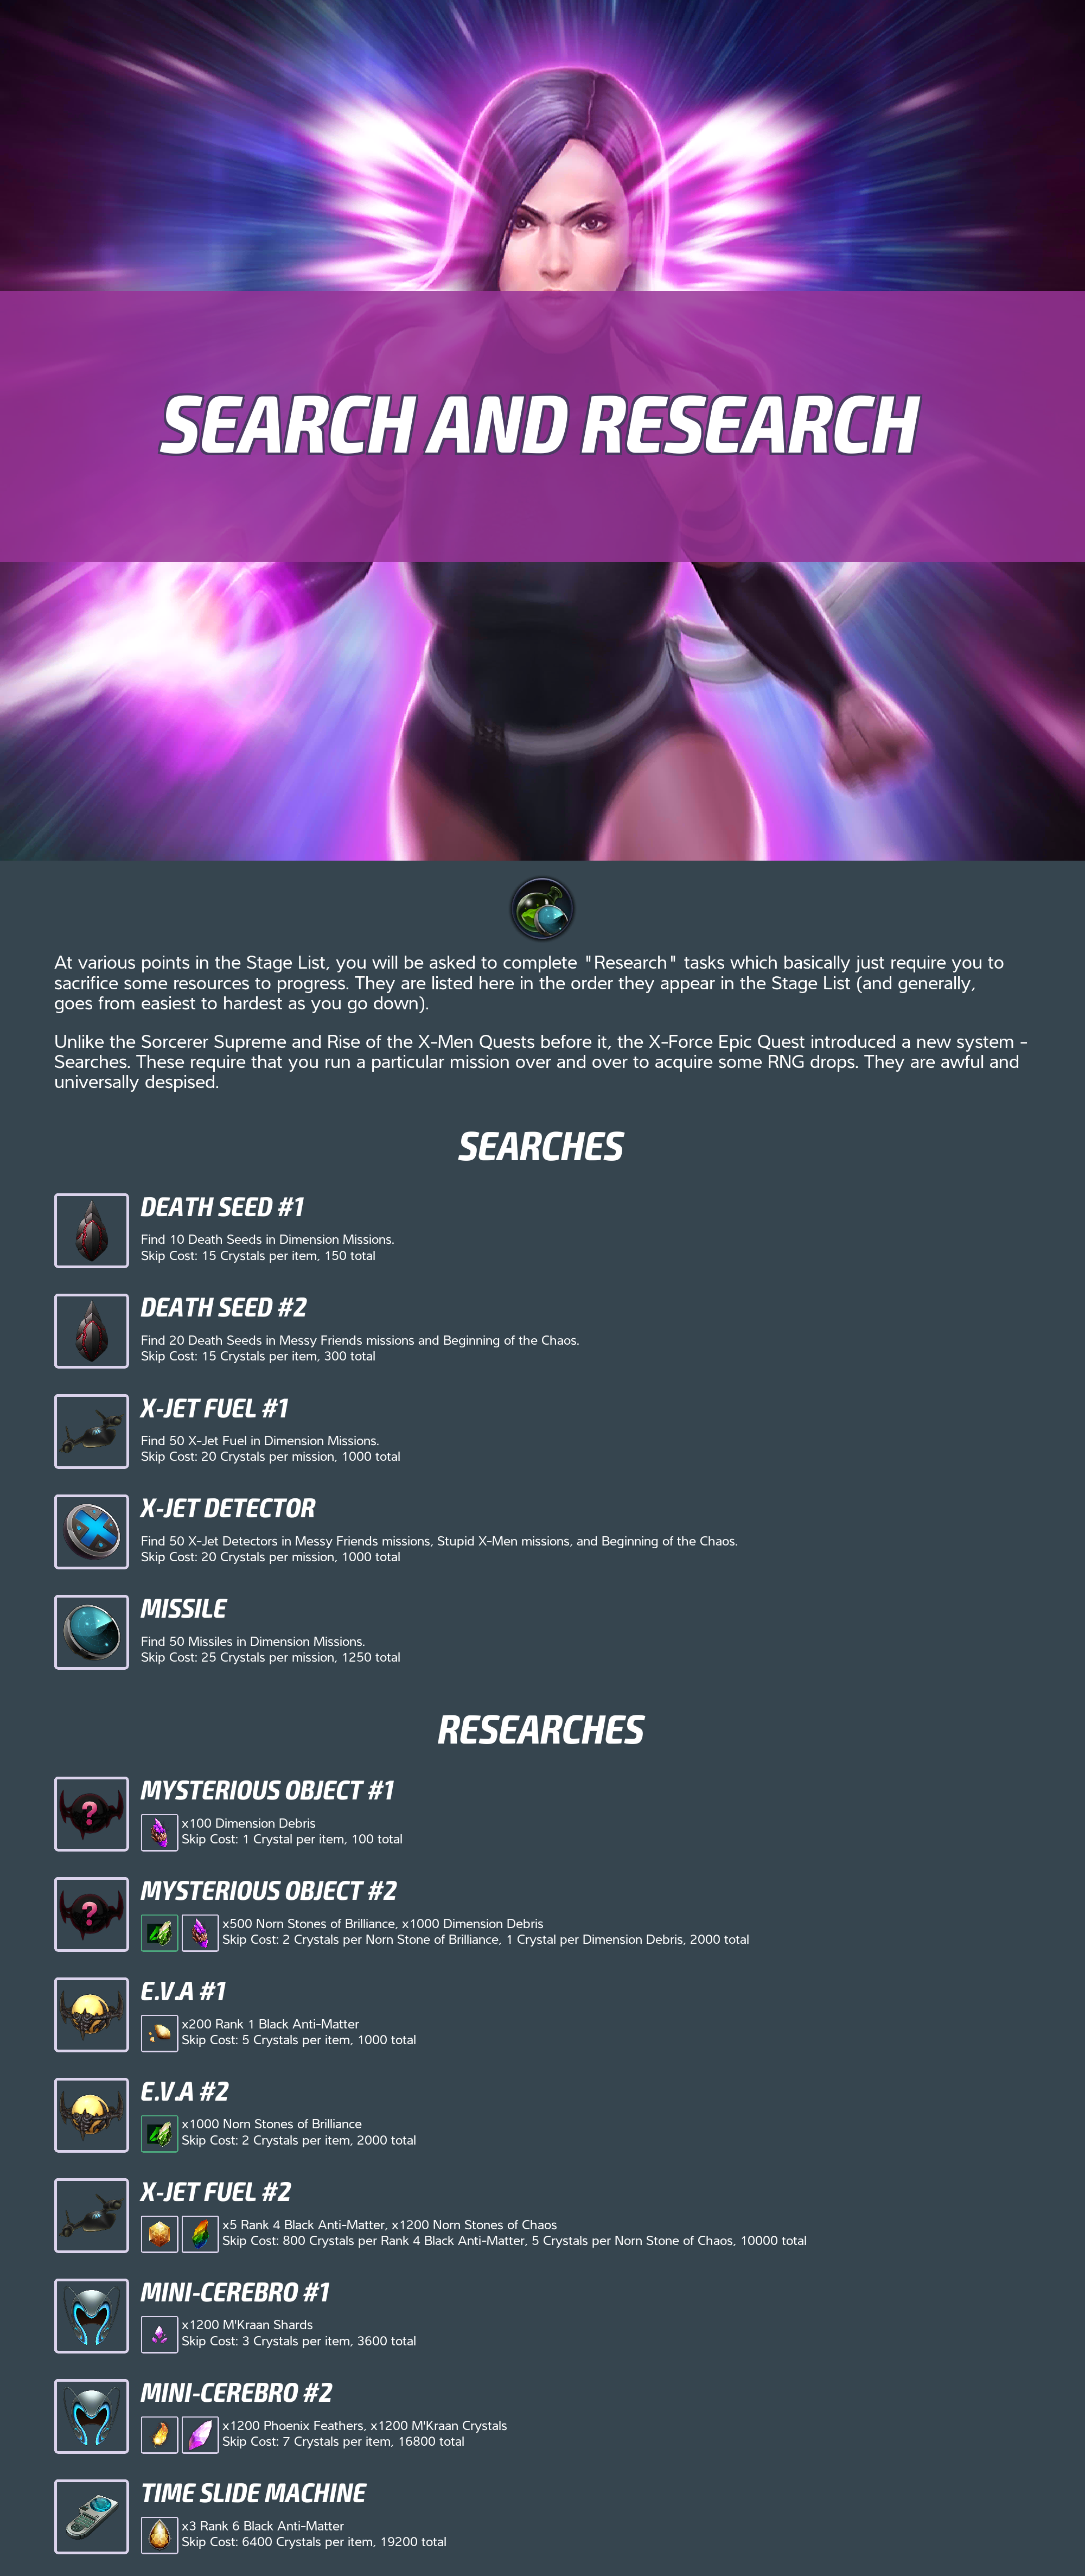 SEARCH AND RESEARCH
At various points in the Stage List, you will be asked to complete "Research" tasks which basically just require you to
sacrifice some resources to progress. They are listed here in the order they appear in the Stage List (and generally,
goes from easiest to hardest as you go down).
Unlike the Sorcerer Supreme and Rise of the X-Men Quests before it, the X-Force Epic Quest introduced a new system -
Searches. These require that you run a particular mission over and over to acquire some RNG drops. They are awful and
universally despised.
SEARCHES
DEATH SEED #1
Find 10 Death Seeds in Dimension Missions.
Skip Cost: 15 Crystals per item, 150 total
DEATH SEED #2
Find 20 Death Seeds in Messy Friends missions and Beginning of the Chaos.
Skip Cost: 15 Crystals per item, 300 total
X-JET FUEL #1
Find 50 X-Jet Fuel in Dimension Missions.
Skip Cost: 20 Crystals per mission, 1000 total
X-JET DETECTOR
Find 50 X-Jet Detectors in Messy Friends missions, Stupid X-Men missions, and Beginning of the Chaos.
Skip Cost: 20 Crystals per mission, 1000 total
MISSILE
Find 50 Missiles in Dimension Missions.
Skip Cost: 25 Crystals per mission, 1250 total
RESEARCHES
MYSTERIOUS OBJECT #1
?
x100 Dimension Debris
Skip Cost: 1 Crystal per item, 100 total
MYSTERIOUS OBJECT #2
?
x500 Norn Stones of Brilliance, x1000 Dimension Debris
Skip Cost: 2 Crystals per Norn Stone of Brilliance, 1 Crystal per Dimension Debris, 2000 total
E.V.A #1
x200 Rank 1 Black Anti-Matter
Skip Cost: 5 Crystals per item, 1000 total
E.V.A #2
x1000 Norn Stones of Brilliance
Skip Cost: 2 Crystals per item, 2000 total
X-JET FUEL #2
x5 Rank 4 Black Anti-Matter, x1200 Norn Stones of Chaos
Skip Cost: 800 Crystals per Rank 4 Black Anti-Matter, 5 Crystals per Norn Stone of Chaos, 10000 total
MINI-CEREBRO #1
x1200 M'Kraan Shards
Skip Cost: 3 Crystals per item, 3600 total
MINI-CEREBRO #2
x1200 Phoenix Feathers, x1200 M'Kraan Crystals
Skip Cost: 7 Crystals per item, 16800 total
TIME SLIDE MACHINE
x3 Rank 6 Black Anti-Matter
Skip Cost: 6400 Crystals per item, 19200 total